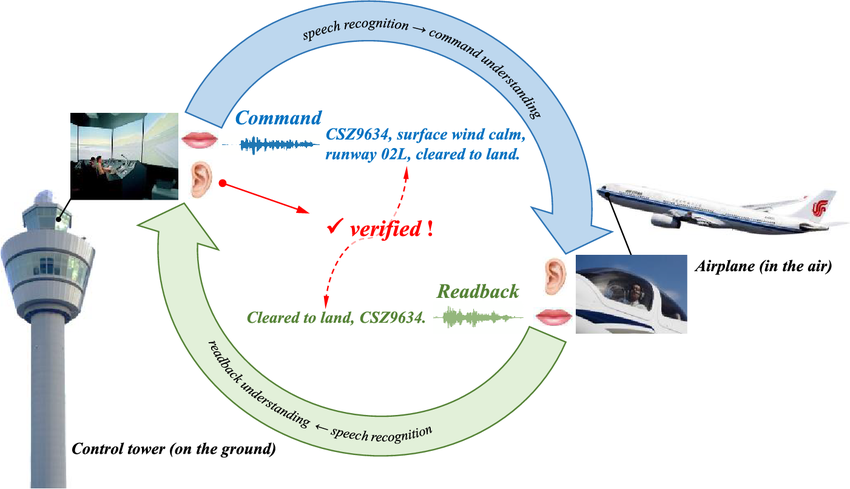 speech recognition → command understanding
Command
CSZ9634, surface wind calm,
runway 02L, cleared to land.
✓ verified !
Airplane (in the air)
Readback
Cleared to land, CSZ9634.
readback understanding ← speech recognition
Control tower (on the ground)